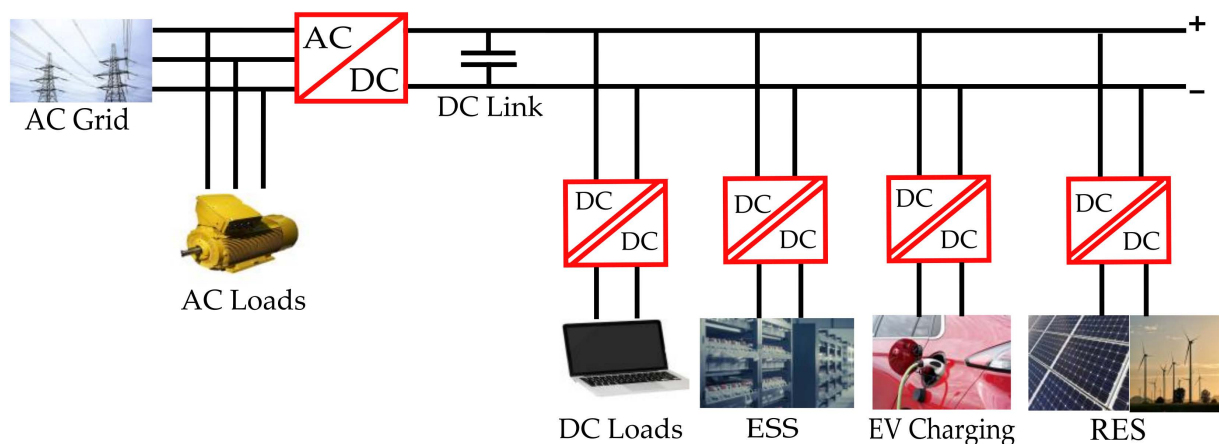 AC
DC
+
−
AC Grid
DC Link
AC Loads
DC
DC
DC
DC
DC
DC
DC
DC
DC Loads
ESS
EV Charging
RES